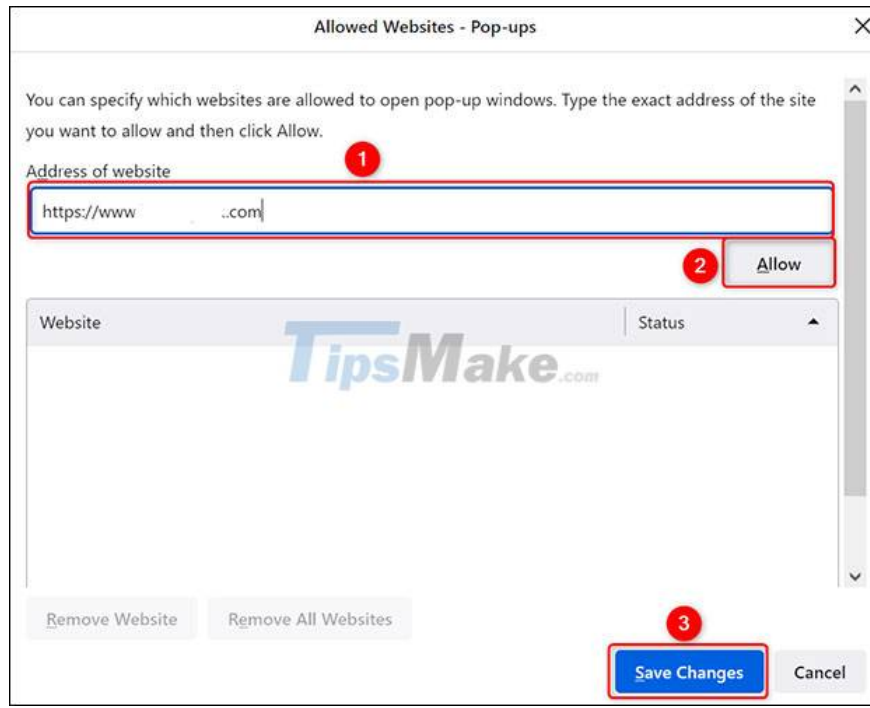 Allowed Websites - Pop-ups
You can specify which websites are allowed to open pop-up windows. Type the exact address of the site
you want to allow and then click Allow.
1
Address of website
https://www ..com
2 Allow
Website Status
TipsMake.com
Remove Website Remove All Websites
3
Save Changes Cancel